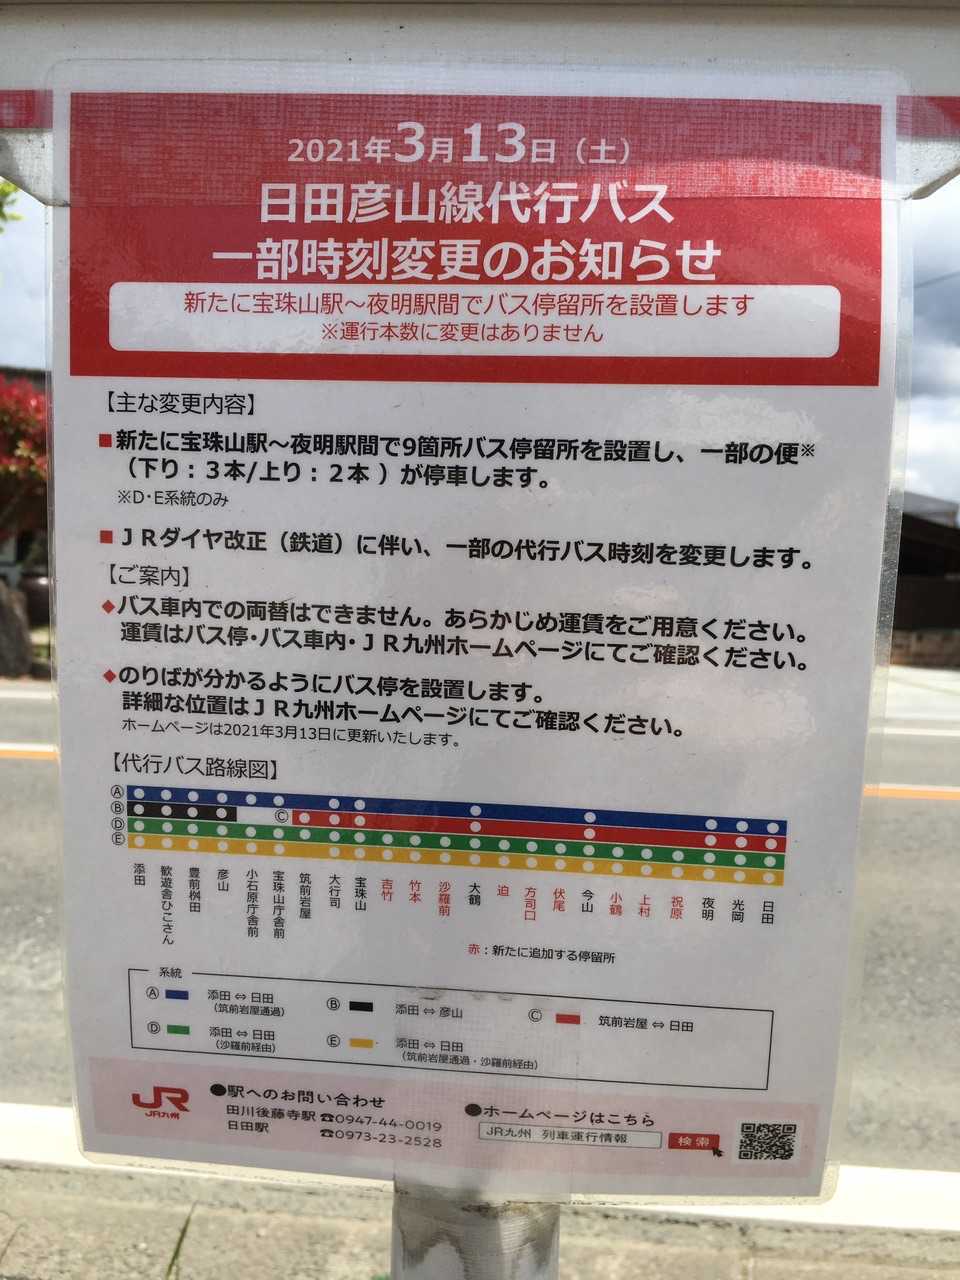 2021年3月13日（土）
日田彦山線代行バス
一部時刻変更のお知らせ
新たに宝珠山駅～夜明駅間でバス停留所を設置します
※運行本数に変更はありません
【主な変更内容】
■新たに宝珠山駅～夜明駅間で9箇所バス停留所を設置し、一部の便※
（下り：３本/上り：２本 ）が停車します。
※D･E系統のみ
■ＪＲダイヤ改正（鉄道）に伴い、一部の代行バス時刻を変更します。
【ご案内】
◆バス車内での両替はできません。あらかじめ運賃をご用意ください。
運賃はバス停･バス車内･ＪＲ九州ホームページにてご確認ください。
◆のりばが分かるようにバス停を設置します。
詳細な位置はＪＲ九州ホームページにてご確認ください。
ホームページは2021年3月13日に更新いたします。
【代行バス路線図】
Ⓐ
Ⓑ
Ⓒ
Ⓓ
Ⓔ
添田
歓遊舎ひこさん
豊前桝田
彦山
小石原庁舎前
宝珠山庁舎前
筑前岩屋
大行司
宝珠山
吉竹
竹本
沙羅前
大鶴
迫
方司口
伏尾
今山
小鶴
上村
祝原
夜明
光岡
日田
赤：新たに追加する停留所
系統
Ⓐ 添田 ⇔ 日田
（筑前岩屋通過）
Ⓑ 添田 ⇔ 彦山
Ⓒ 筑前岩屋 ⇔ 日田
Ⓓ 添田 ⇔ 日田
（沙羅前経由）
Ⓔ 添田 ⇔ 日田
（筑前岩屋通過・沙羅前経由）
JR
JR九州
●駅へのお問い合わせ
田川後藤寺駅 ☎0947-44-0019
日田駅 ☎0973-23-2528
●ホームページはこちら
JR九州 列車運行情報 検索